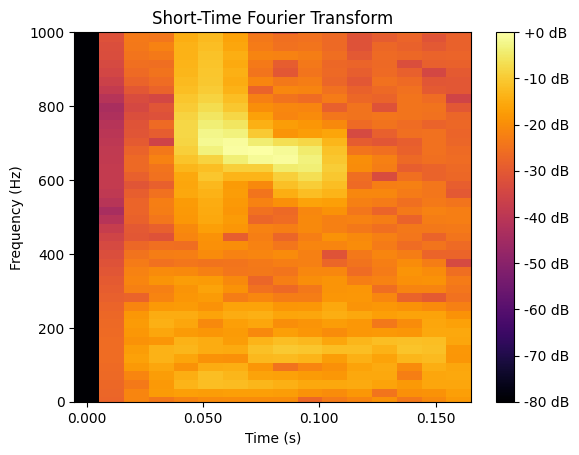 Short-Time Fourier Transform
1000
800
600
400
200
0
Frequency (Hz)
0.000
0.050
0.100
0.150
Time (s)
+0 dB
-10 dB
-20 dB
-30 dB
-40 dB
-50 dB
-60 dB
-70 dB
-80 dB